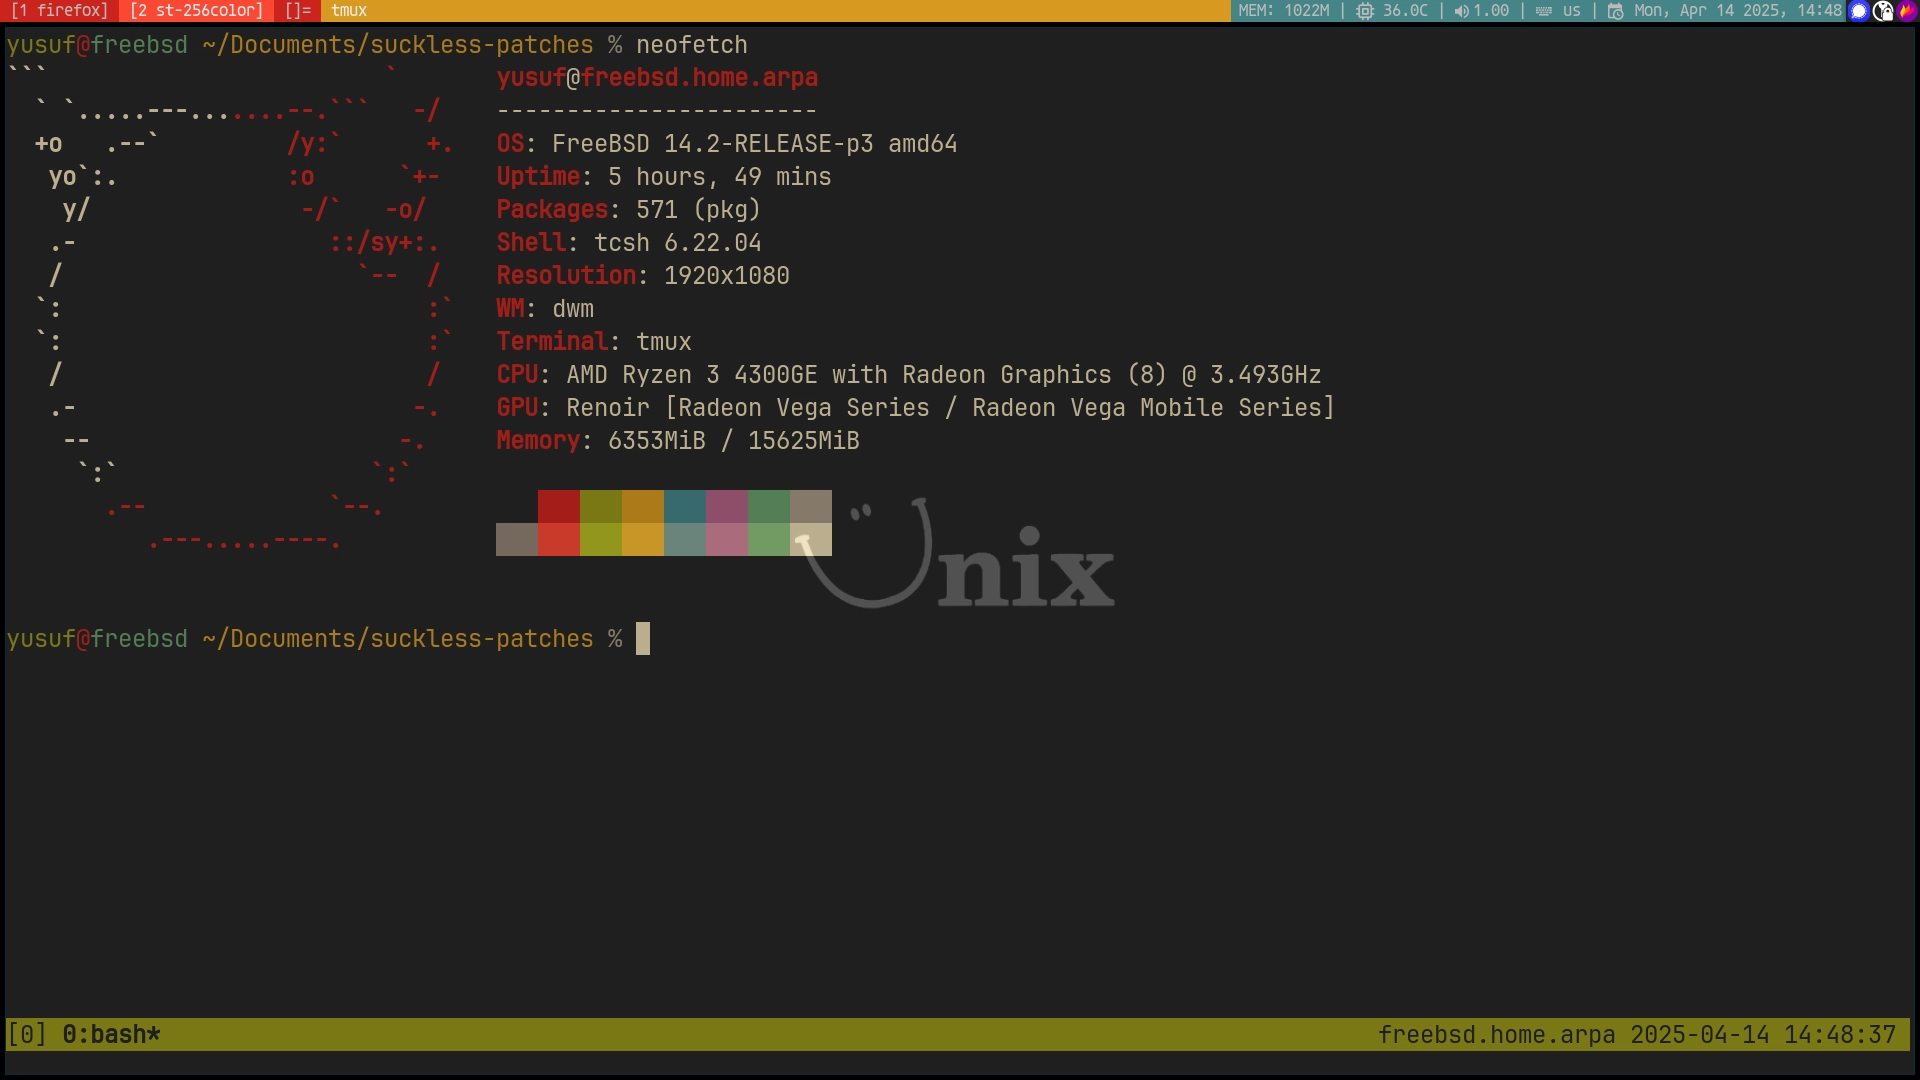 [1 firefox] [2 st-256color] []= tmux MEM: 1022M | 36.0C | 1.00 | us | Mon, Apr 14 2025, 14:48
yusuf@freebsd ~/Documents/suckless-patches % neofetch
```                        `       yusuf@freebsd.home.arpa
  ` `.....---.......--.```   -/   -----------------------
  +o   .--`         /y:`      +.   OS: FreeBSD 14.2-RELEASE-p3 amd64
   yo`:.            :o      `+-   Uptime: 5 hours, 49 mins
    y/               -/`   -o/   Packages: 571 (pkg)
   .-                  ::/sy+:.   Shell: tcsh 6.22.04
   /                     `--  /   Resolution: 1920x1080
  `:                          :`   WM: dwm
  `:                          :`   Terminal: tmux
   /                          /   CPU: AMD Ryzen 3 4300GE with Radeon Graphics (8) @ 3.493GHz
   .-                        -.   GPU: Renoir [Radeon Vega Series / Radeon Vega Mobile Series]
    --                      -.   Memory: 6353MiB / 15625MiB
     `:`                  `:`
       .--             `--.
          .---.....----.
Unix
yusuf@freebsd ~/Documents/suckless-patches %
[0] 0:bash* freebsd.home.arpa 2025-04-14 14:48:37